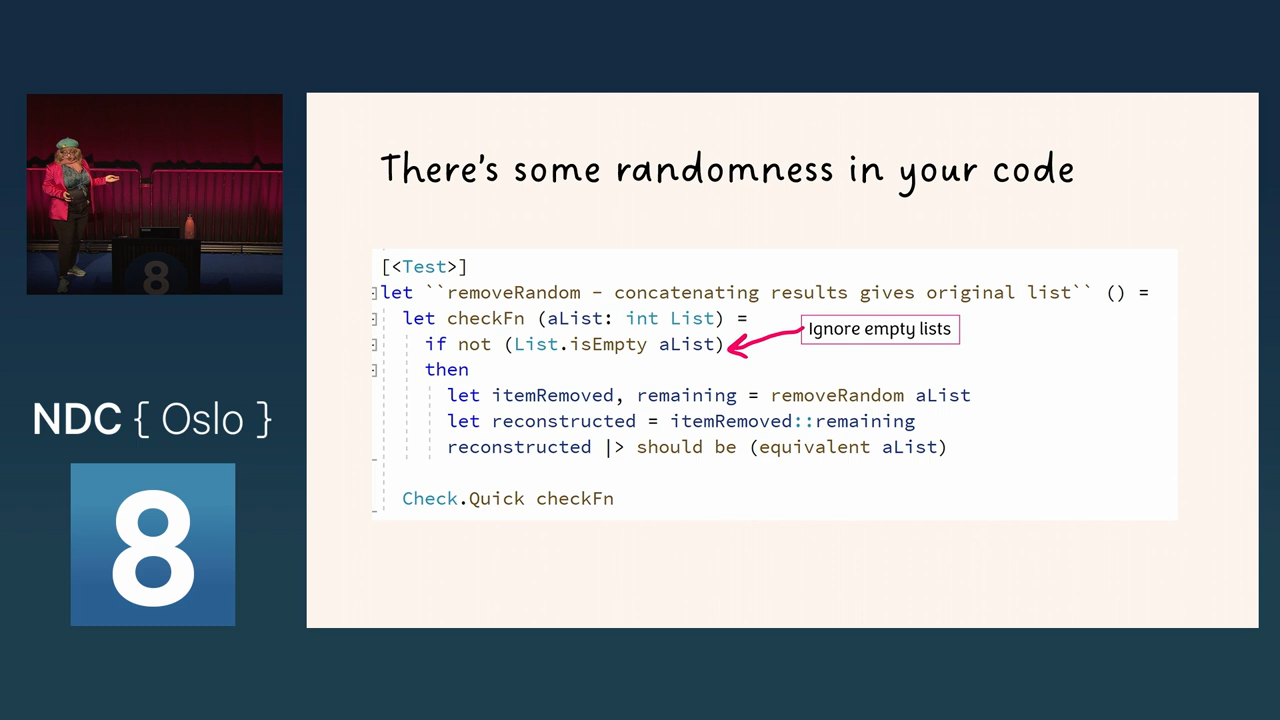 There's some randomness in your code
[<Test>]
let ``removeRandom - concatenating results gives original list`` () =
let checkFn (aList: int List) =
if not (List.isEmpty aList)
Ignore empty lists
then
let itemRemoved, remaining = removeRandom aList
let reconstructed = itemRemoved::remaining
reconstructed |> should be (equivalent aList)
Check.Quick checkFn
NDC { Oslo }
8
8